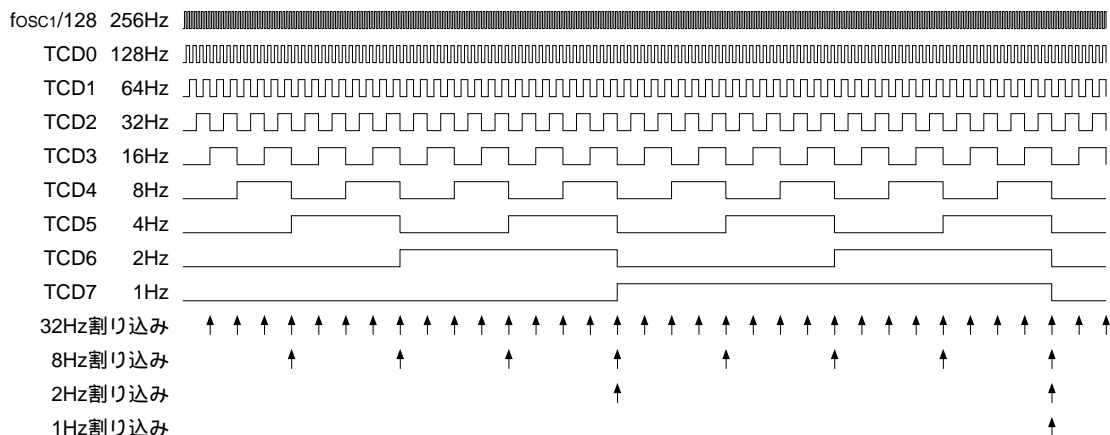 fOSC1/128 256Hz
TCD0 128Hz
TCD1 64Hz
TCD2 32Hz
TCD3 16Hz
TCD4 8Hz
TCD5 4Hz
TCD6 2Hz
TCD7 1Hz
32Hz割り込み
8Hz割り込み
2Hz割り込み
1Hz割り込み